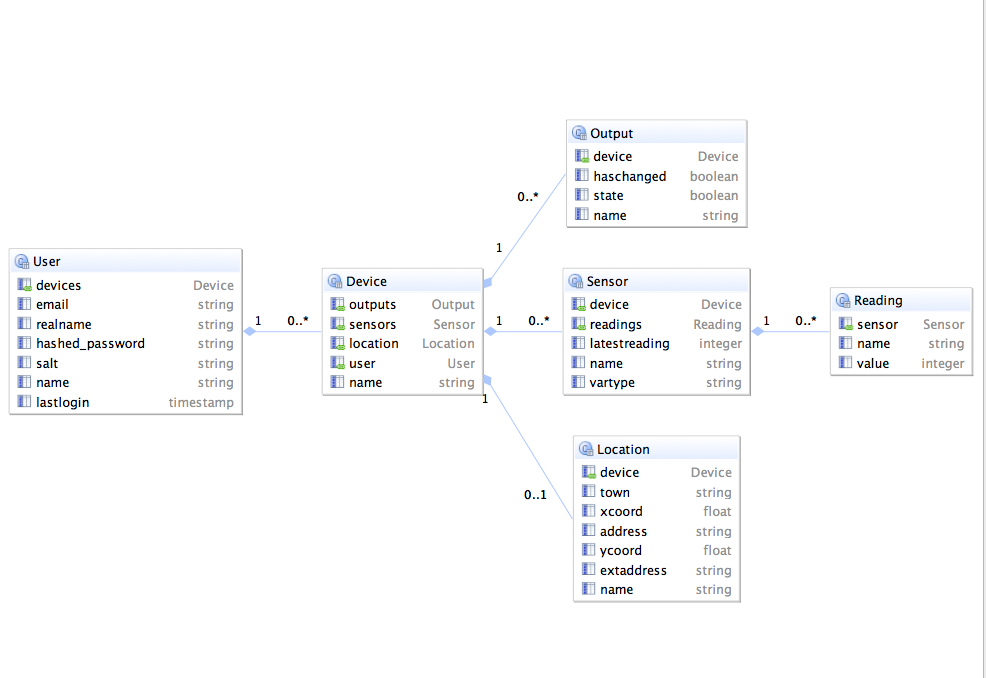 User
devices Device
email string
realname string
hashed_password string
salt string
name string
lastlogin timestamp
1 0..*
Device
outputs Output
sensors Sensor
location Location
user User
name string
1 0..*
Output
device Device
haschanged boolean
state boolean
name string
1 0..*
Sensor
device Device
readings Reading
latestreading integer
name string
vartype string
1 0..*
Reading
sensor Sensor
name string
value integer
1 0..1
Location
device Device
town string
xcoord float
address string
ycoord float
extaddress string
name string